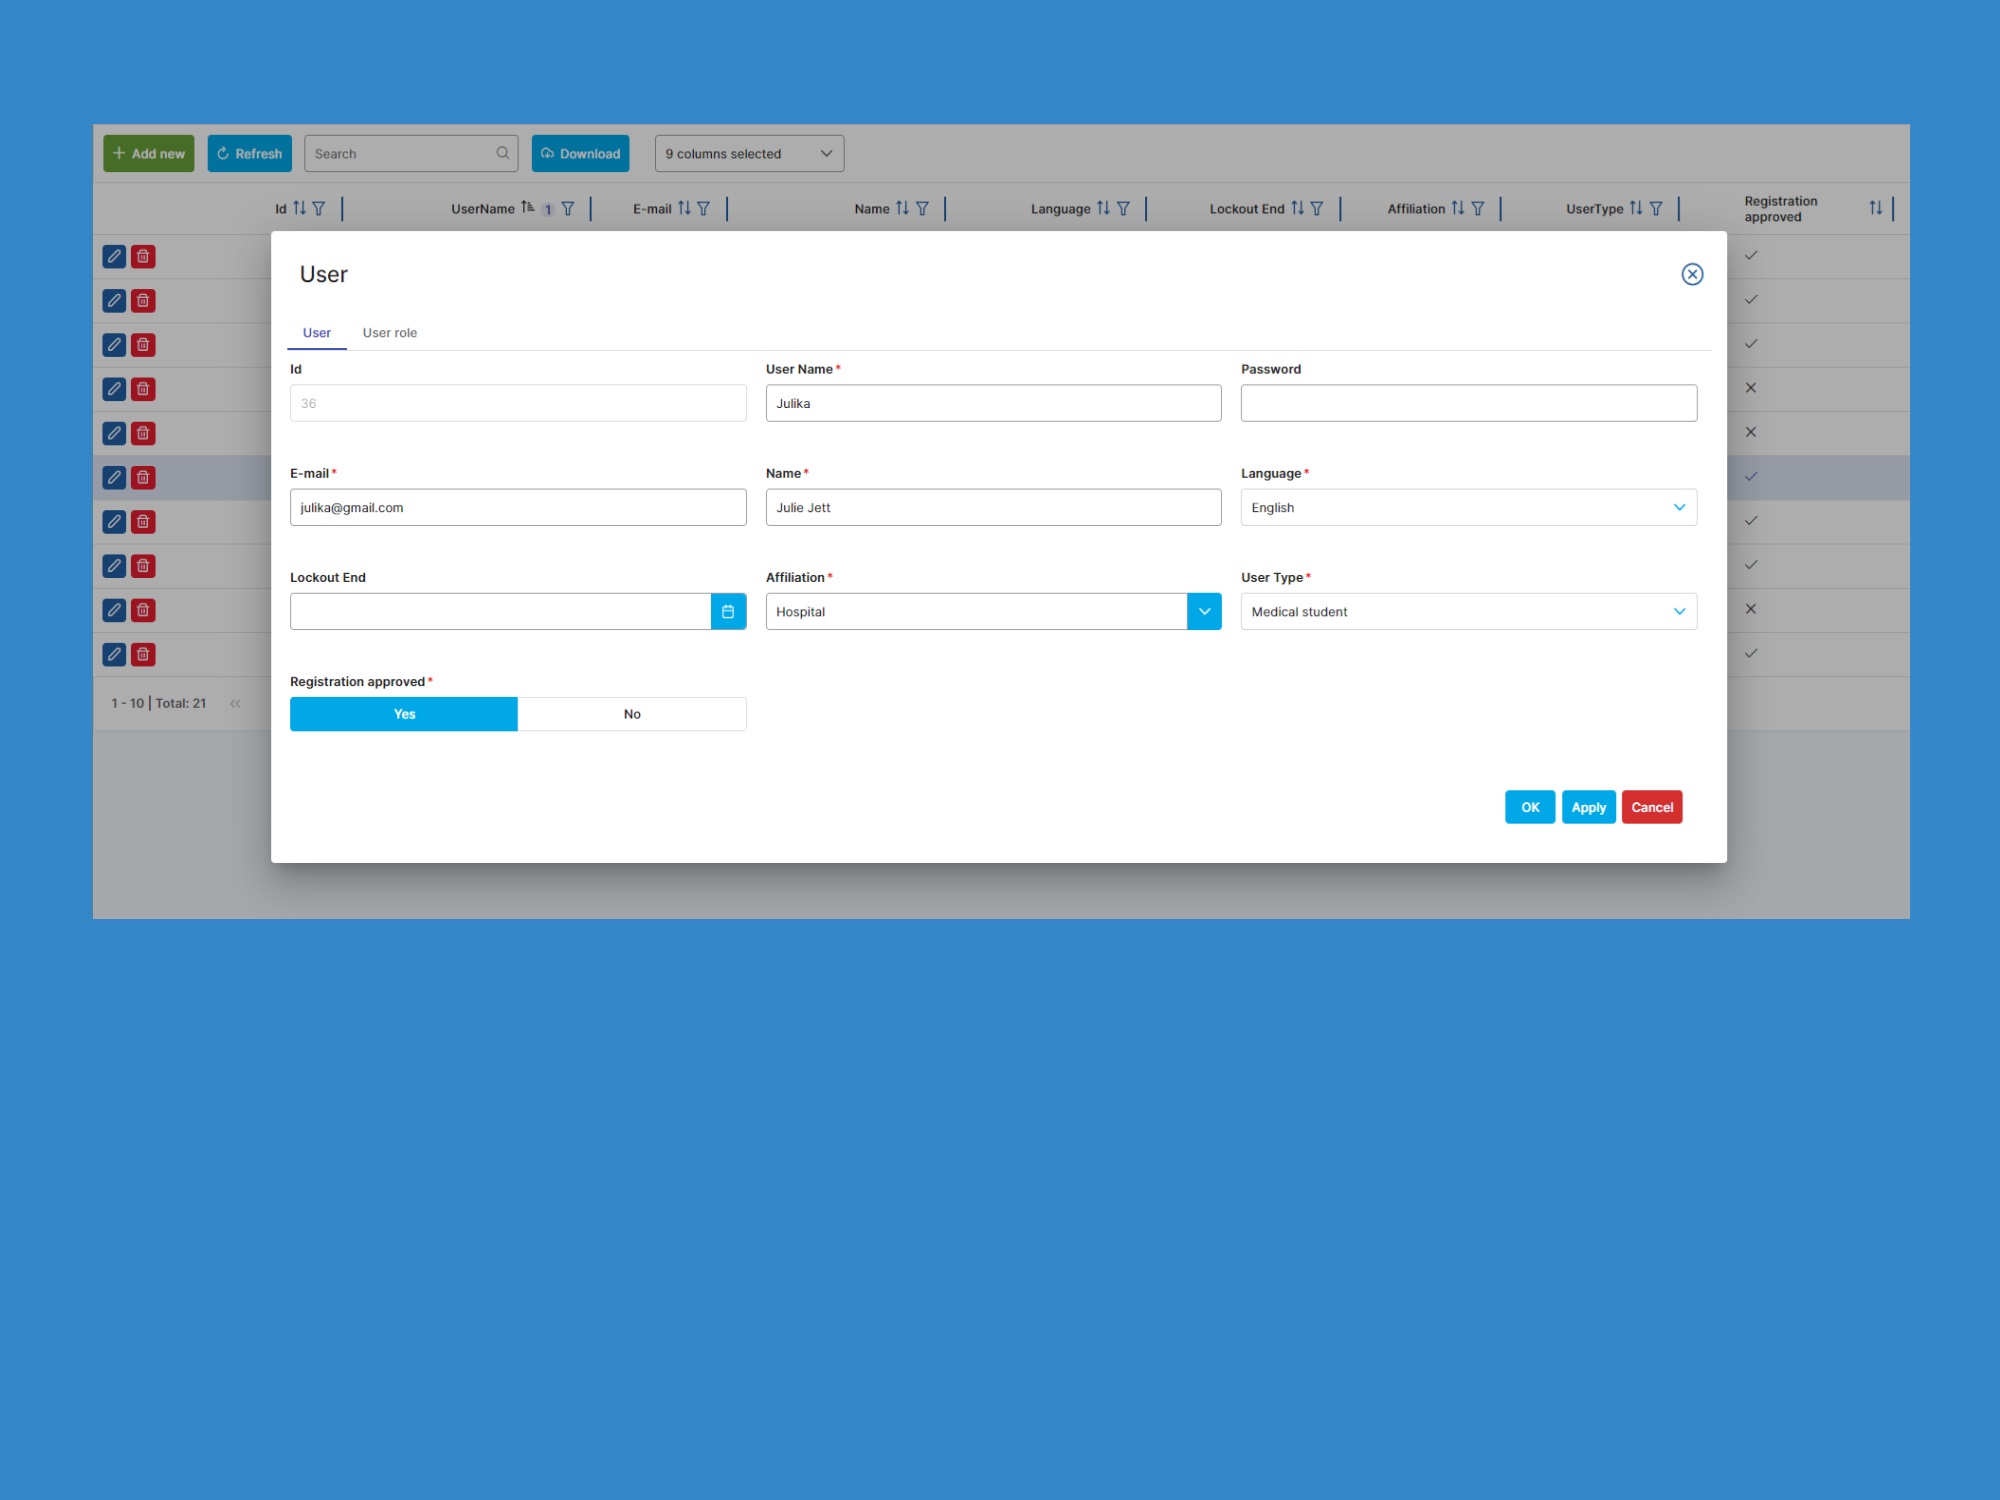 Add new Refresh Search Download 9 columns selected
Id UserName 1 E-mail Name Language Lockout End Affiliation UserType Registration approved
User
User User role
Id User Name* Password
36 Julika
E-mail* Name* Language*
julika@gmail.com Julie Jett English
Lockout End Affiliation* User Type*
Hospital Medical student
Registration approved*
Yes No
1 - 10 | Total: 21
OK Apply Cancel